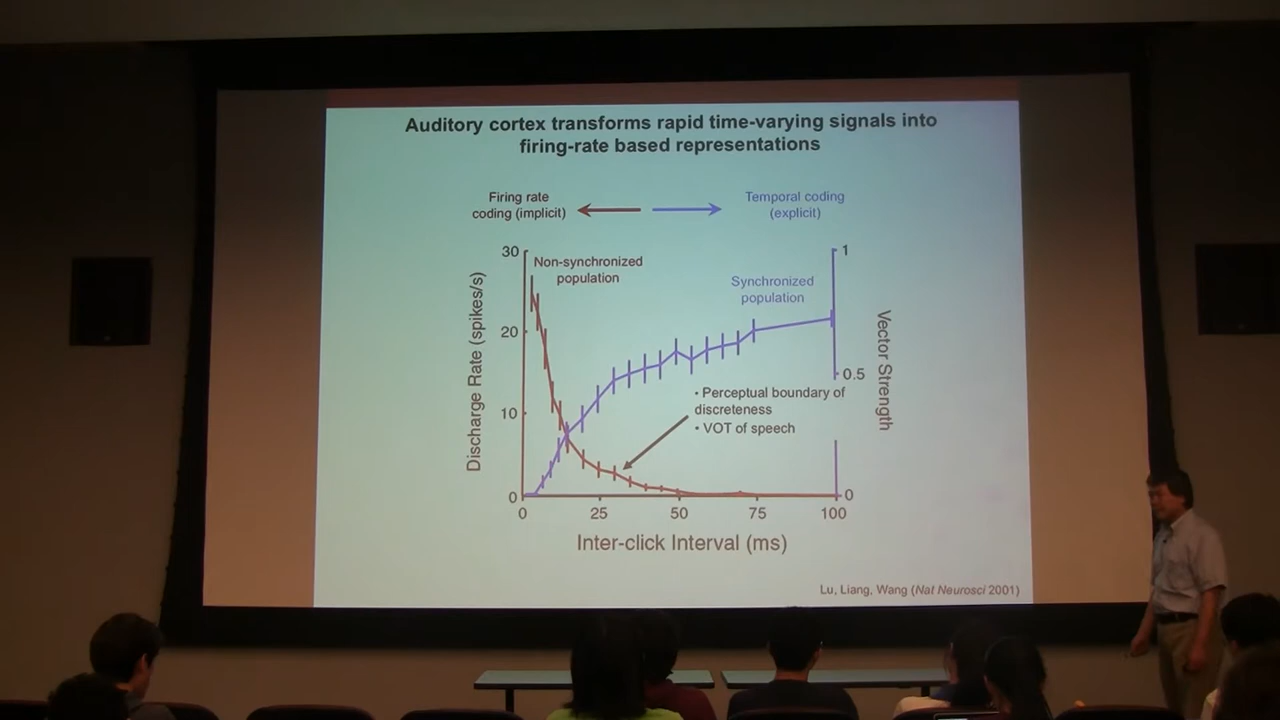 Auditory cortex transforms rapid time-varying signals into
firing-rate based representations
Firing rate
coding (implicit)
Temporal coding
(explicit)
30
20
10
0
Discharge Rate (spikes/s)
Non-synchronized
population
Synchronized
population
1
0.5
0
Vector Strength
• Perceptual boundary of
discreteness
• VOT of speech
0 25 50 75 100
Inter-click Interval (ms)
Lu, Liang, Wang (Nat Neurosci 2001)